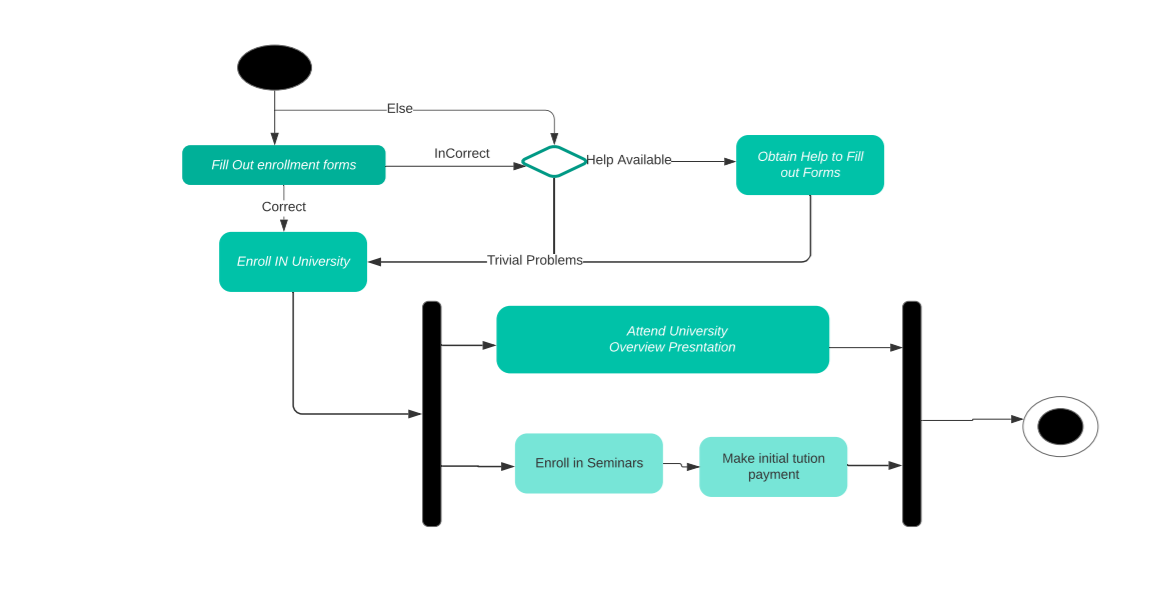 Else
Fill Out enrollment forms
InCorrect
Help Available
Obtain Help to Fill
out Forms
Correct
Enroll IN University
Trivial Problems
Attend University
Overview Presntation
Enroll in Seminars
Make initial tution
payment